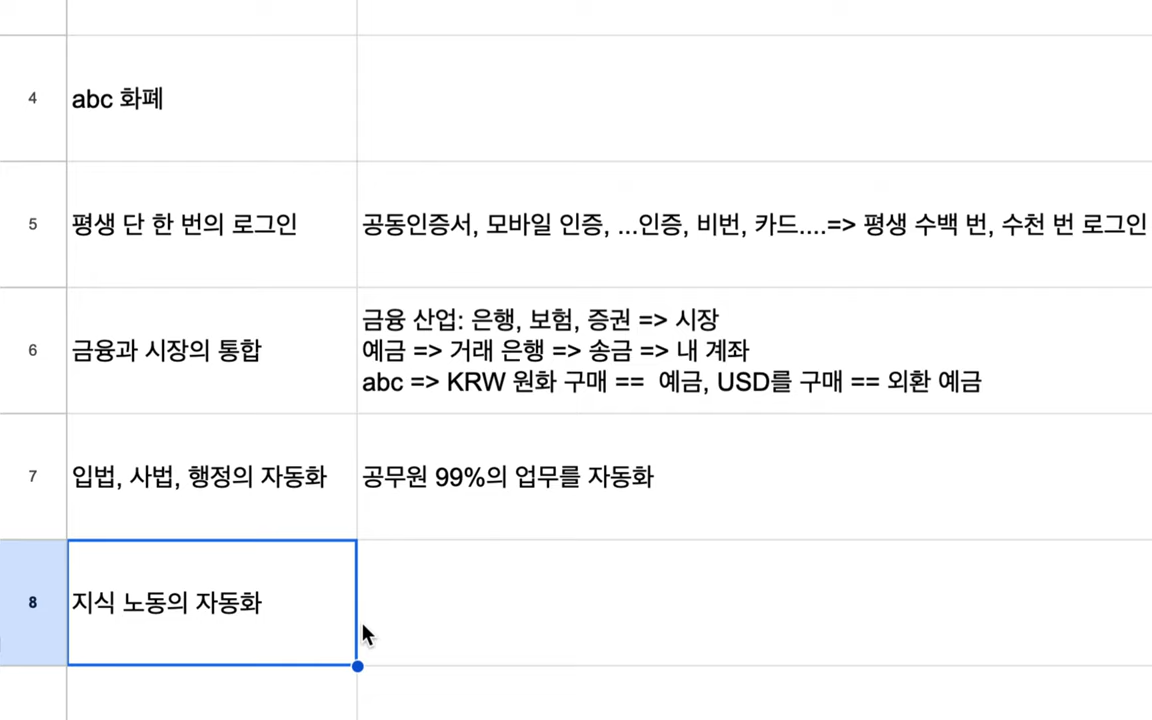 4
abc 화폐
5
평생 단 한 번의 로그인
공동인증서, 모바일 인증, ...인증, 비번, 카드....=> 평생 수백 번, 수천 번 로그인
6
금융과 시장의 통합
금융 산업: 은행, 보험, 증권 => 시장
예금 => 거래 은행 => 송금 => 내 계좌
abc => KRW 원화 구매 ==  예금, USD를 구매 == 외환 예금
7
입법, 사법, 행정의 자동화
공무원 99%의 업무를 자동화
8
지식 노동의 자동화